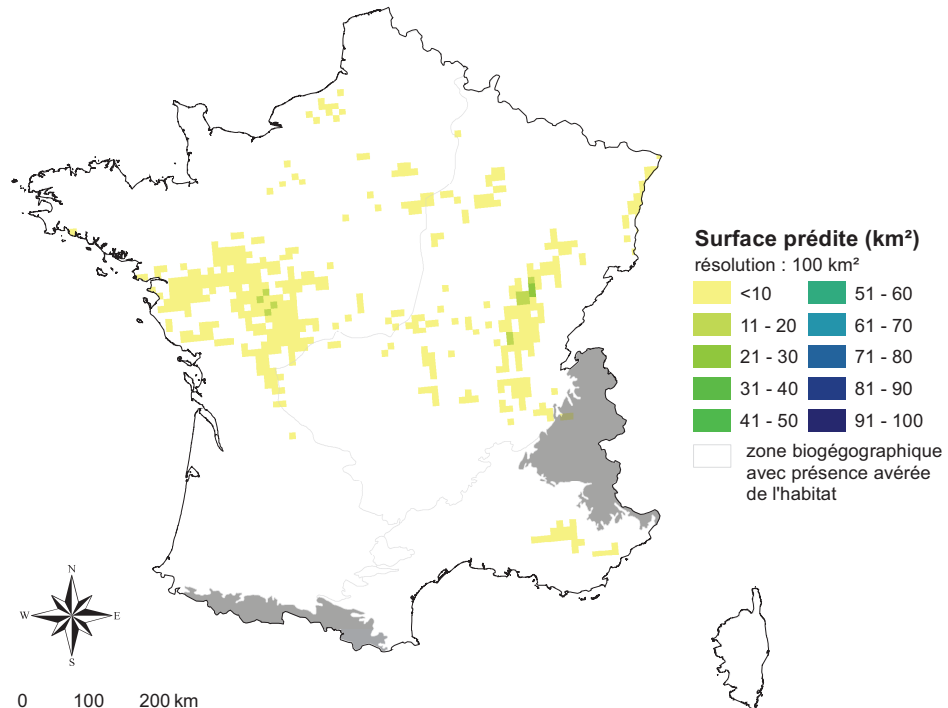 Surface prédite (km²)
résolution : 100 km²
<10
51 - 60
11 - 20
61 - 70
21 - 30
71 - 80
31 - 40
81 - 90
41 - 50
91 - 100
zone biogégographique
avec présence avérée
de l'habitat
N
W
E
S
0 100 200 km